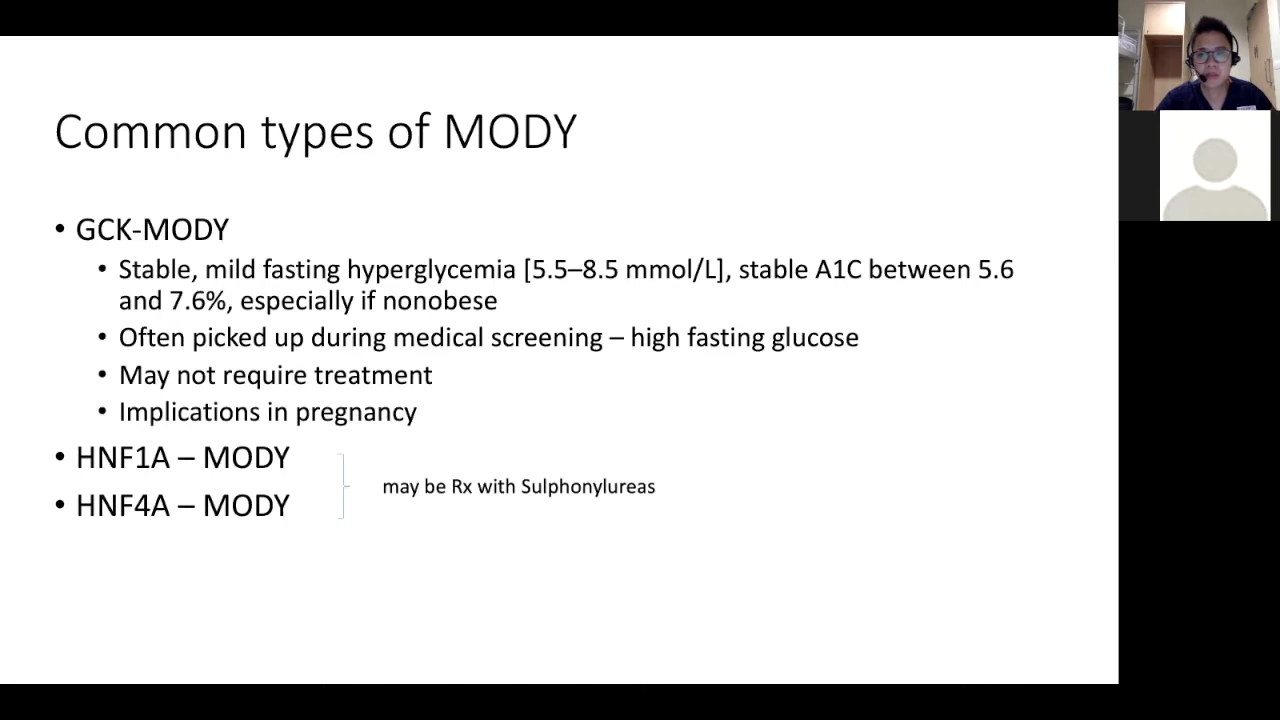 Common types of MODY
• GCK-MODY
• Stable, mild fasting hyperglycemia [5.5–8.5 mmol/L], stable A1C between 5.6
and 7.6%, especially if nonobese
• Often picked up during medical screening – high fasting glucose
• May not require treatment
• Implications in pregnancy
• HNF1A – MODY
• HNF4A – MODY
may be Rx with Sulphonylureas